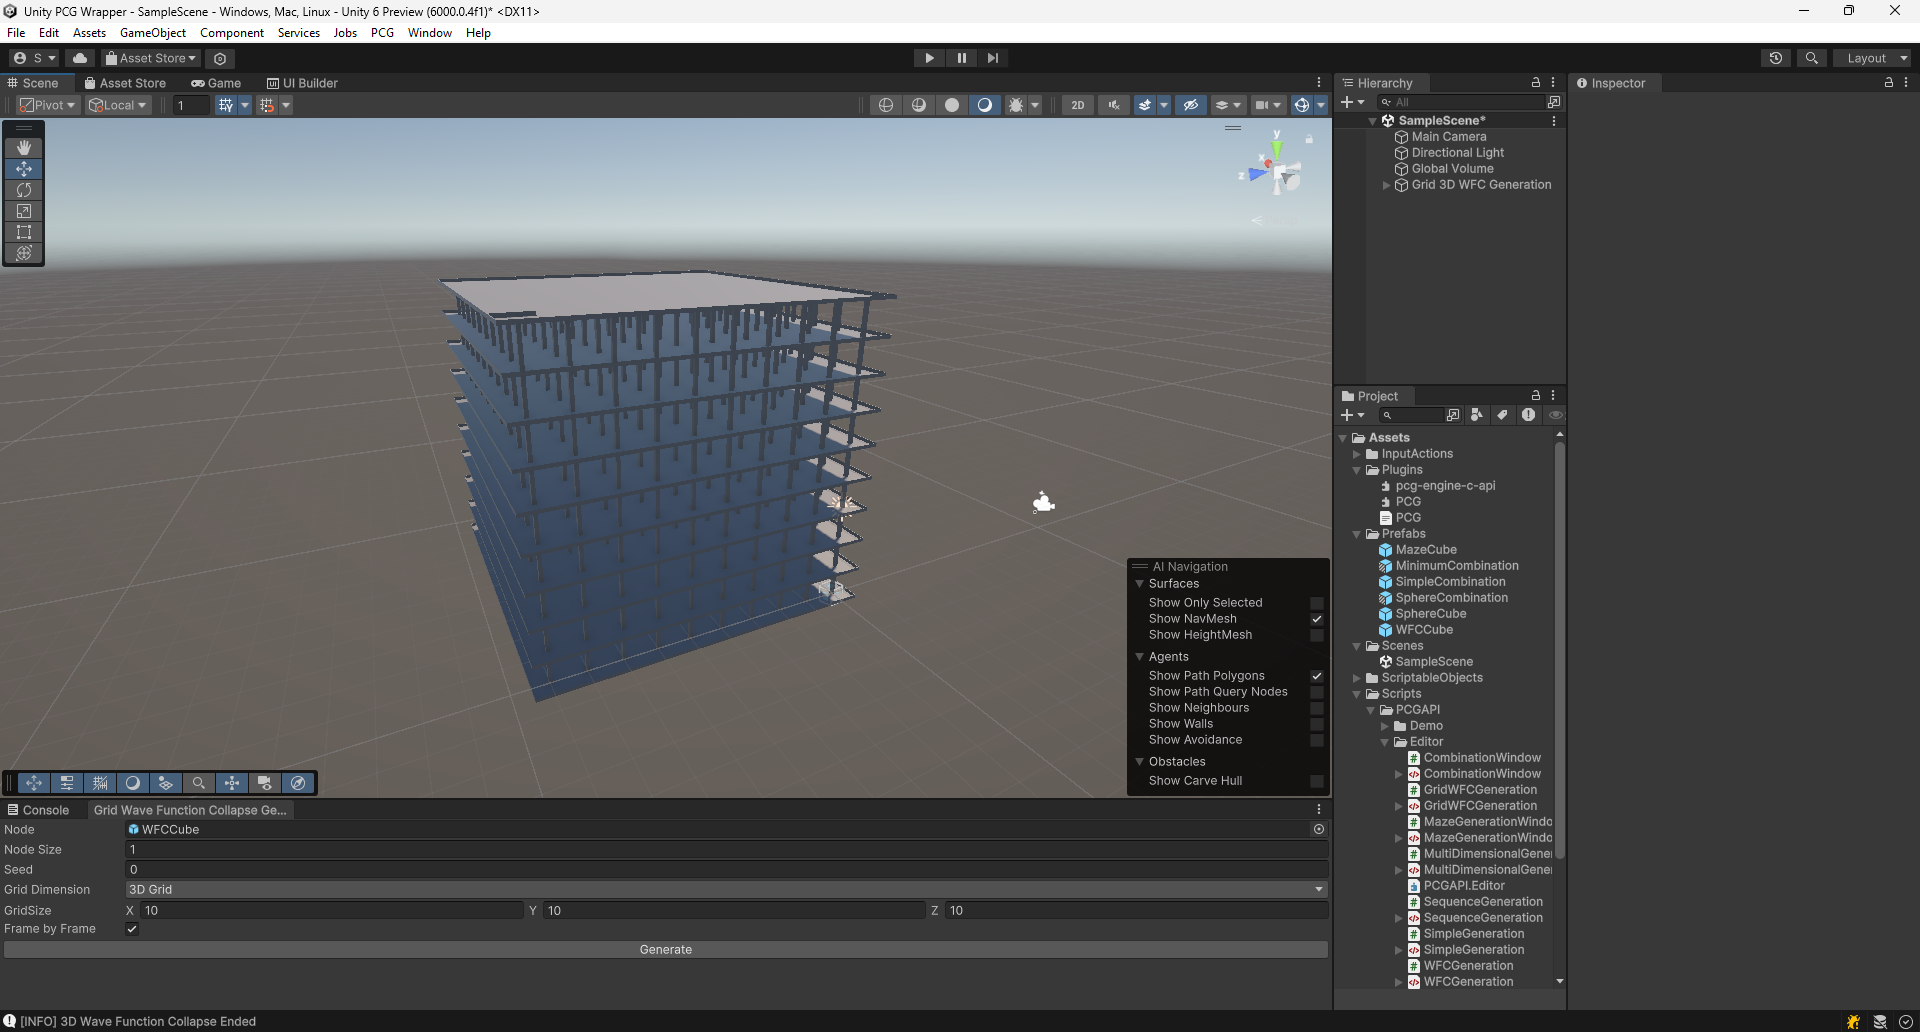 Unity PCG Wrapper - SampleScene - Windows, Mac, Linux - Unity 6 Preview (6000.0.4f1)* <DX11>
File Edit Assets GameObject Component Services Jobs PCG Window Help
S Asset Store Layout
Scene Asset Store Game UI Builder
Pivot Local 1 2D
y
x
z
AI Navigation
Surfaces
Show Only Selected
Show NavMesh
Show HeightMesh
Agents
Show Path Polygons
Show Path Query Nodes
Show Neighbours
Show Walls
Show Avoidance
Obstacles
Show Carve Hull
Console Grid Wave Function Collapse Ge...
Node WFCCube
Node Size 1
Seed 0
Grid Dimension 3D Grid
GridSize X 10 Y 10 Z 10
Frame by Frame
Generate
[INFO] 3D Wave Function Collapse Ended
Hierarchy
All
SampleScene*
Main Camera
Directional Light
Global Volume
Grid 3D WFC Generation
Project
Assets
InputActions
Plugins
pcg-engine-c-api
PCG
PCG
Prefabs
MazeCube
MinimumCombination
SimpleCombination
SphereCombination
SphereCube
WFCCube
Scenes
SampleScene
ScriptableObjects
Scripts
PCGAPI
Demo
Editor
CombinationWindow
CombinationWindow
GridWFCGeneration
GridWFCGeneration
MazeGenerationWindo
MazeGenerationWindo
MultiDimensionalGener
MultiDimensionalGener
PCGAPI.Editor
SequenceGeneration
SequenceGeneration
SimpleGeneration
SimpleGeneration
WFCGeneration
WFCGeneration
Inspector